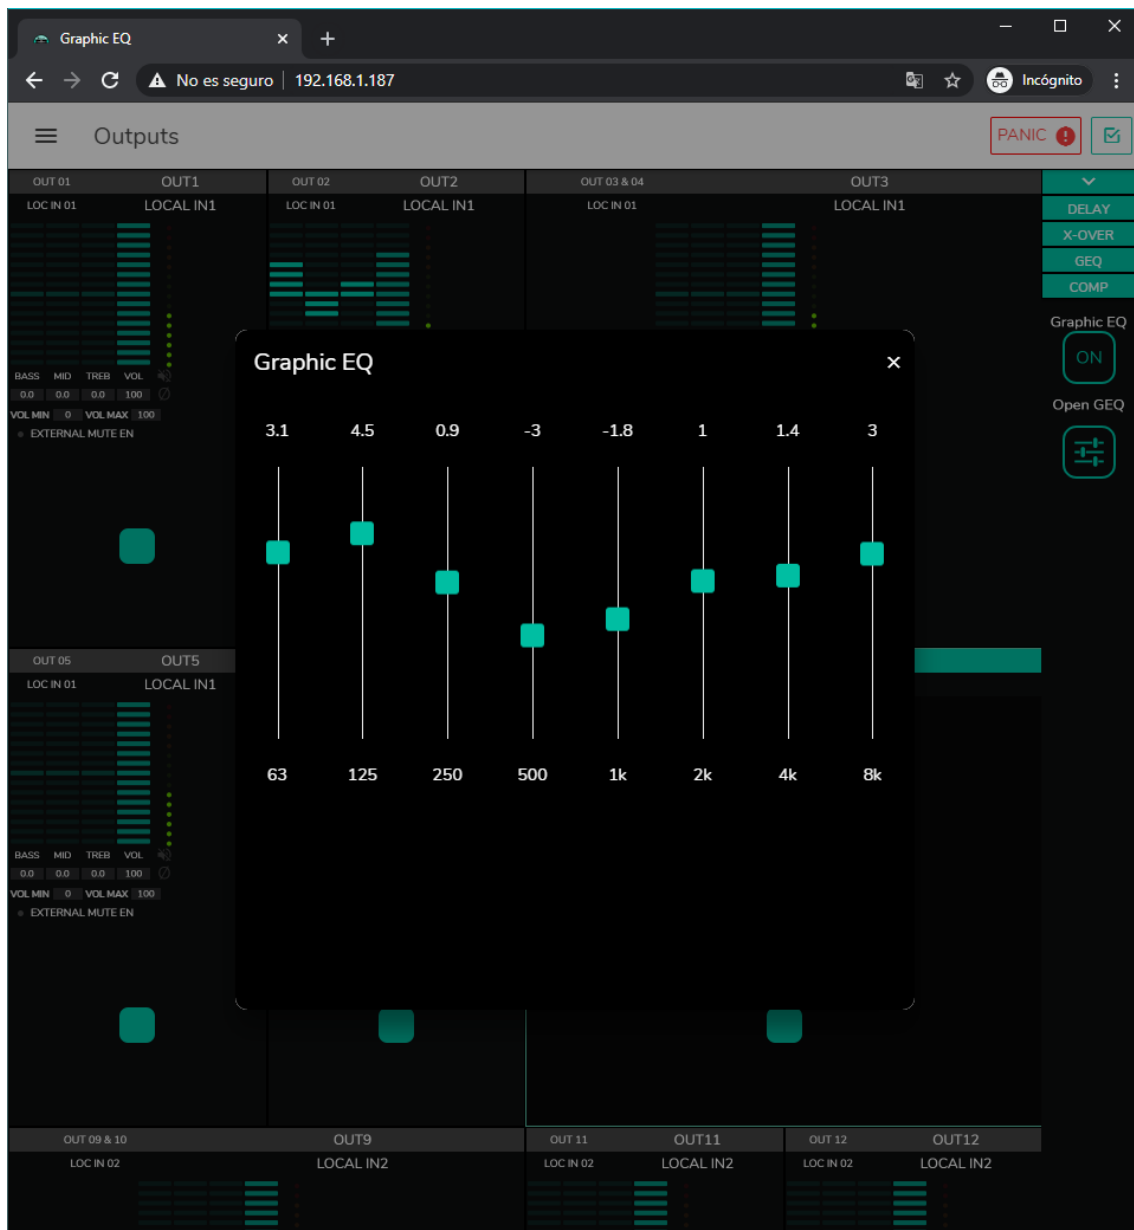 Graphic EQ
No es seguro 192.168.1.187
Incógnito
Outputs
PANIC
OUT 01 OUT1 OUT 02 OUT2 OUT 03 & 04 OUT3
LOC IN 01 LOCAL IN1 LOC IN 01 LOCAL IN1 LOC IN 01 LOCAL IN1
DELAY
X-OVER
GEQ
COMP
Graphic EQ
ON
Open GEQ
BASS MID TREB VOL
0.0 0.0 0.0 100
VOL MIN 0 VOL MAX 100
EXTERNAL MUTE EN
Graphic EQ
3.1 4.5 0.9 -3 -1.8 1 1.4 3
63 125 250 500 1k 2k 4k 8k
OUT 05 OUT5
LOC IN 01 LOCAL IN1
BASS MID TREB VOL
0.0 0.0 0.0 100
VOL MIN 0 VOL MAX 100
EXTERNAL MUTE EN
OUT 09 & 10 OUT9 OUT 11 OUT11 OUT 12 OUT12
LOC IN 02 LOCAL IN2 LOC IN 02 LOCAL IN2 LOC IN 02 LOCAL IN2